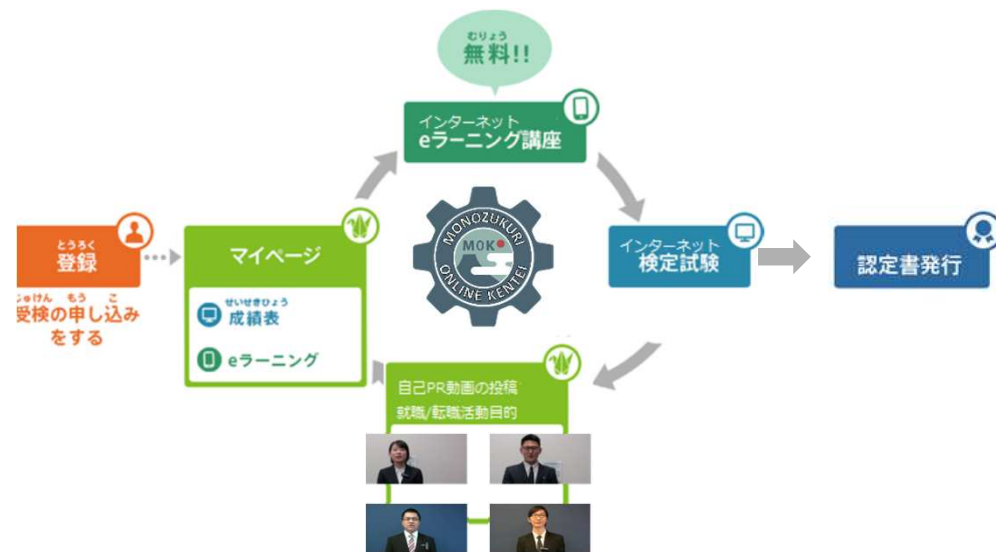 むりょう
無料!!
インターネット
eラーニング講座
とうろく
登録
じゅけん もう こ
受検の申し込み
をする
マイページ
せいせきひょう
成績表
eラーニング
MONOZUKURI
MOK
ONLINE KENTEI
インターネット
検定試験
認定書発行
自己PR動画の投稿
就職/転職活動目的